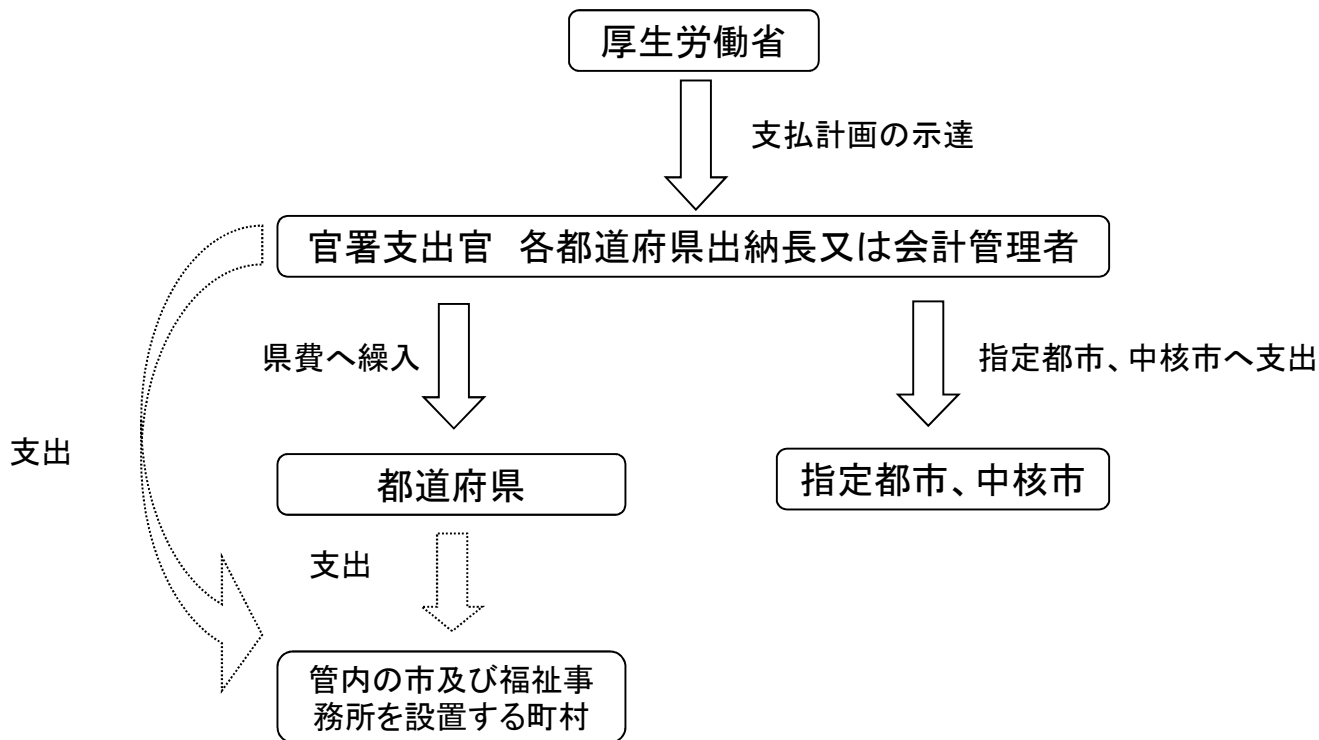 厚生労働省
支払計画の示達
官署支出官　各都道府県出納長又は会計管理者
県費へ繰入
指定都市、中核市へ支出
支出
都道府県
指定都市、中核市
支出
管内の市及び福祉事
務所を設置する町村